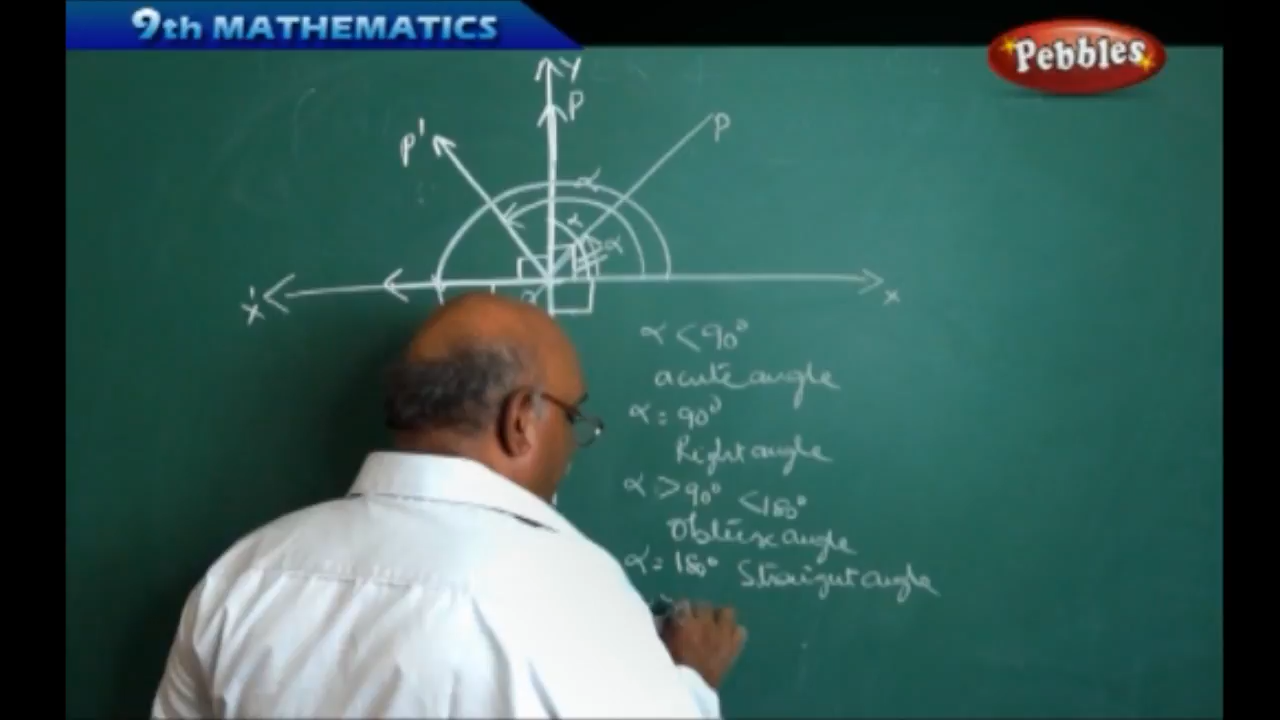 9th MATHEMATICS
Pebbles
Y
P
P'
P
α
α
α
x'
x
α < 90°
acute angle
α = 90°
Right angle
α > 90° < 180°
Obtuse angle
α = 180° Straight angle